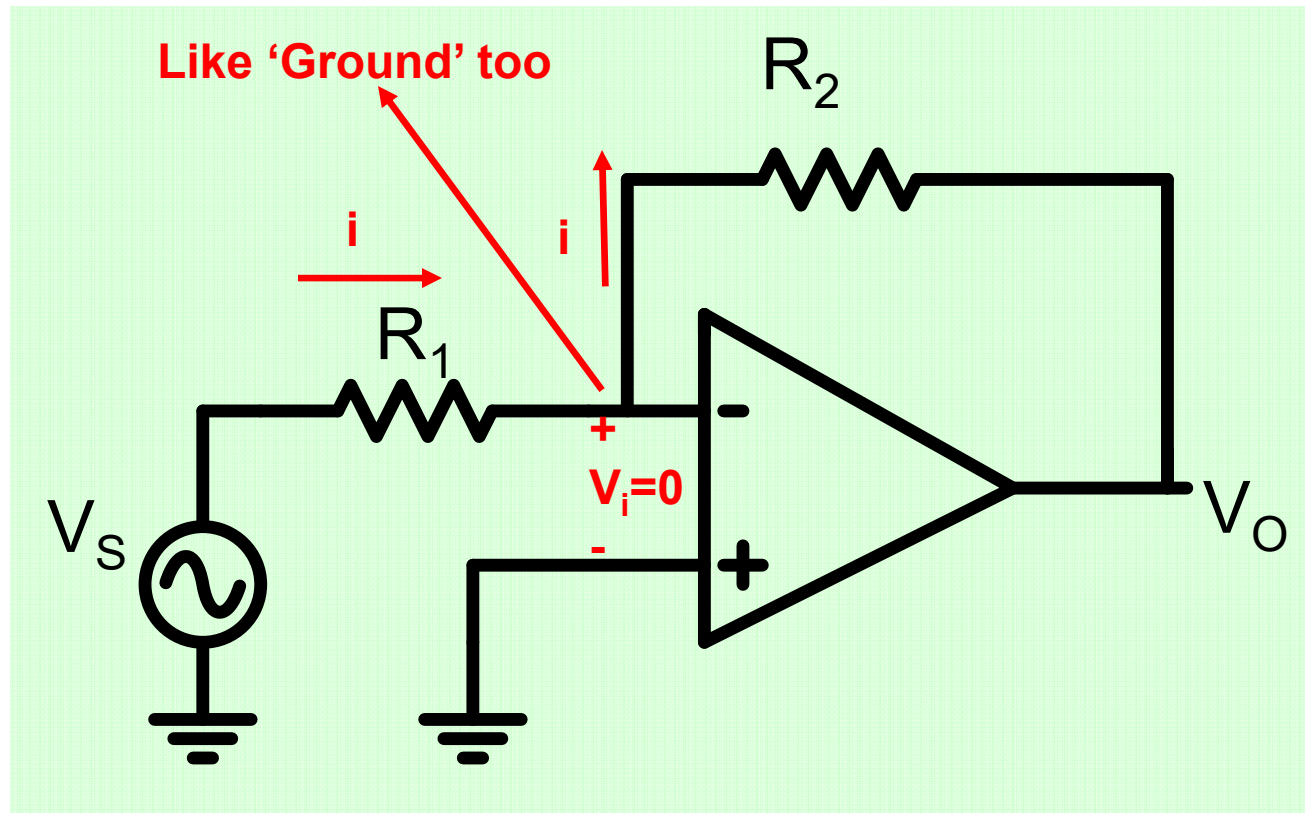 Like ‘Ground’ too
R2
i
i
R1
-
+
Vi=0
VS
VO
-
+